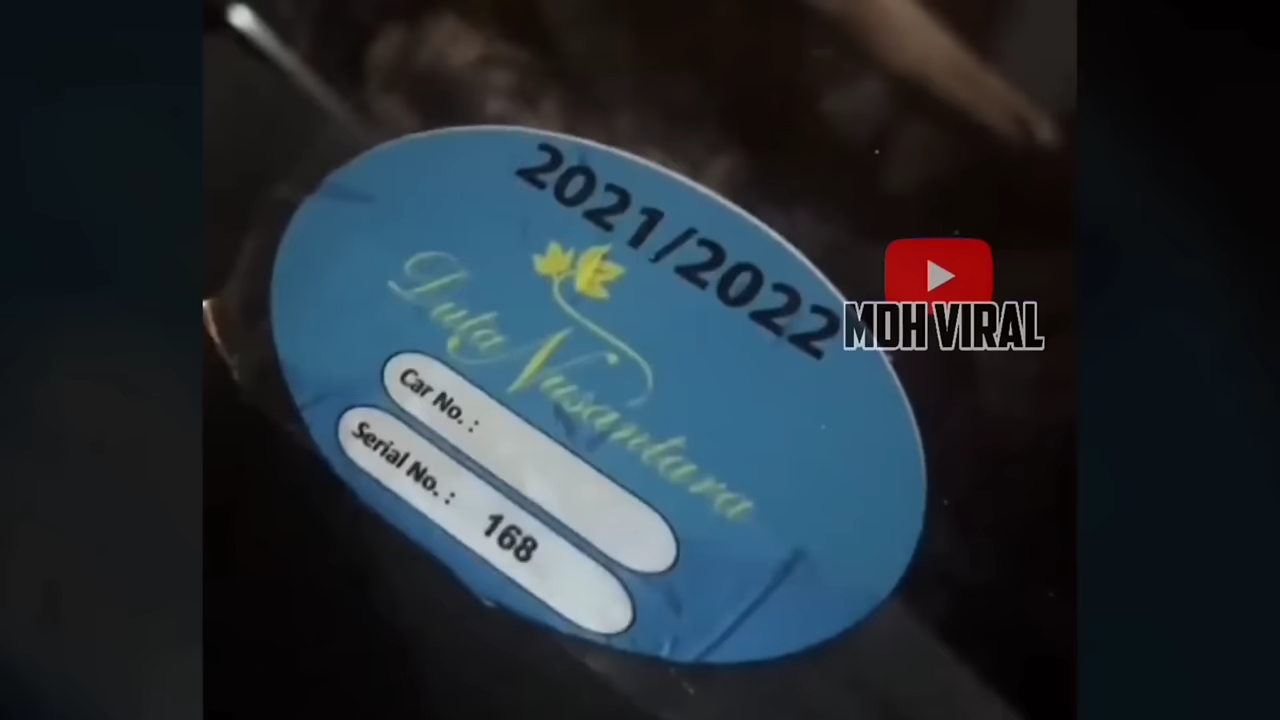 2021/2022
Duta Nusantara
Car No. :
Serial No. : 168
MDH VIRAL